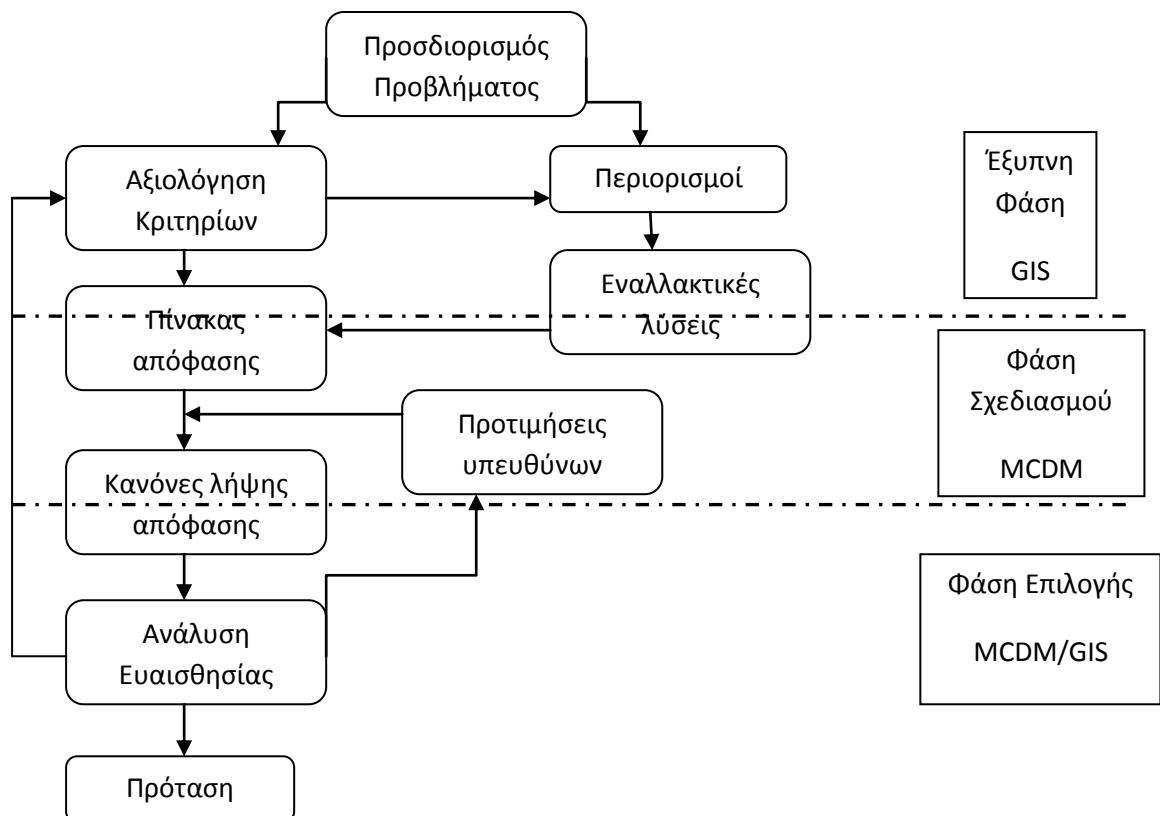 Προσδιορισμός
Προβλήματος
Αξιολόγηση
Κριτηρίων
Περιορισμοί
Έξυπνη
Φάση
GIS
Εναλλακτικές
λύσεις
Πίνακας
απόφασης
Φάση
Σχεδιασμού
MCDM
Προτιμήσεις
υπευθύνων
Κανόνες λήψης
απόφασης
Φάση Επιλογής
MCDM/GIS
Ανάλυση
Ευαισθησίας
Πρόταση